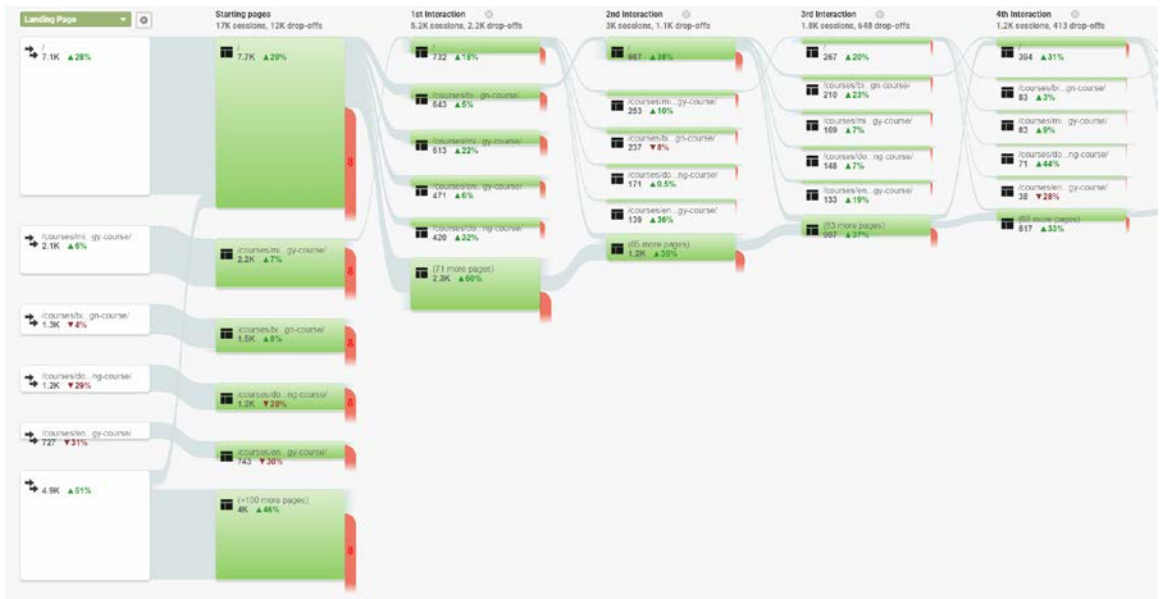 Landing Page
/
7.1K ▲28%
/courses/mi...gy-course/
2.1K ▲6%
/courses/bi...gn-course/
1.3K ▼4%
/courses/do...ng-course/
1.2K ▼29%
/courses/en...gy-course/
727 ▼31%
4.9K ▲51%
Starting pages
17K sessions, 12K drop-offs
/
7.7K ▲29%
/courses/mi...gy-course/
2.2K ▲7%
/courses/bi...gn-course/
1.5K
/courses/do...ng-course/
1.2K ▼28%
/courses/en...gy-course/
743 ▼30%
(>100 more pages)
4K ▲46%
1st Interaction
5.2K sessions, 2.2K drop-offs
/
732 ▲18%
/courses/bi...gn-course/
643 ▲5%
/courses/mi...gy-course/
613 ▲22%
/courses/en...gy-course/
471 ▲6%
/courses/do...ng-course/
420 ▲32%
(71 more pages)
2.3K ▲60%
2nd Interaction
3K sessions, 1.1K drop-offs
/
967 ▲38%
/courses/mi...gy-course/
253 ▲10%
/courses/bi...gn-course/
237 ▼8%
/courses/do...ng-course/
171 ▲0.5%
/courses/en...gy-course/
139 ▲36%
(65 more pages)
1.2K ▲35%
3rd Interaction
1.8K sessions, 648 drop-offs
/
267 ▲20%
/courses/bi...gn-course/
210 ▲23%
/courses/mi...gy-course/
169 ▲7%
/courses/do...ng-course/
148 ▲7%
/courses/en...gy-course/
133 ▲19%
(53 more pages)
907 ▲37%
4th Interaction
1.2K sessions, 413 drop-offs
/
394 ▲31%
/courses/bi...gn-course/
83 ▲3%
/courses/mi...gy-course/
83 ▲9%
/courses/do...ng-course/
71 ▲44%
/courses/en...gy-course/
38 ▼28%
more pages)
617 ▲33%